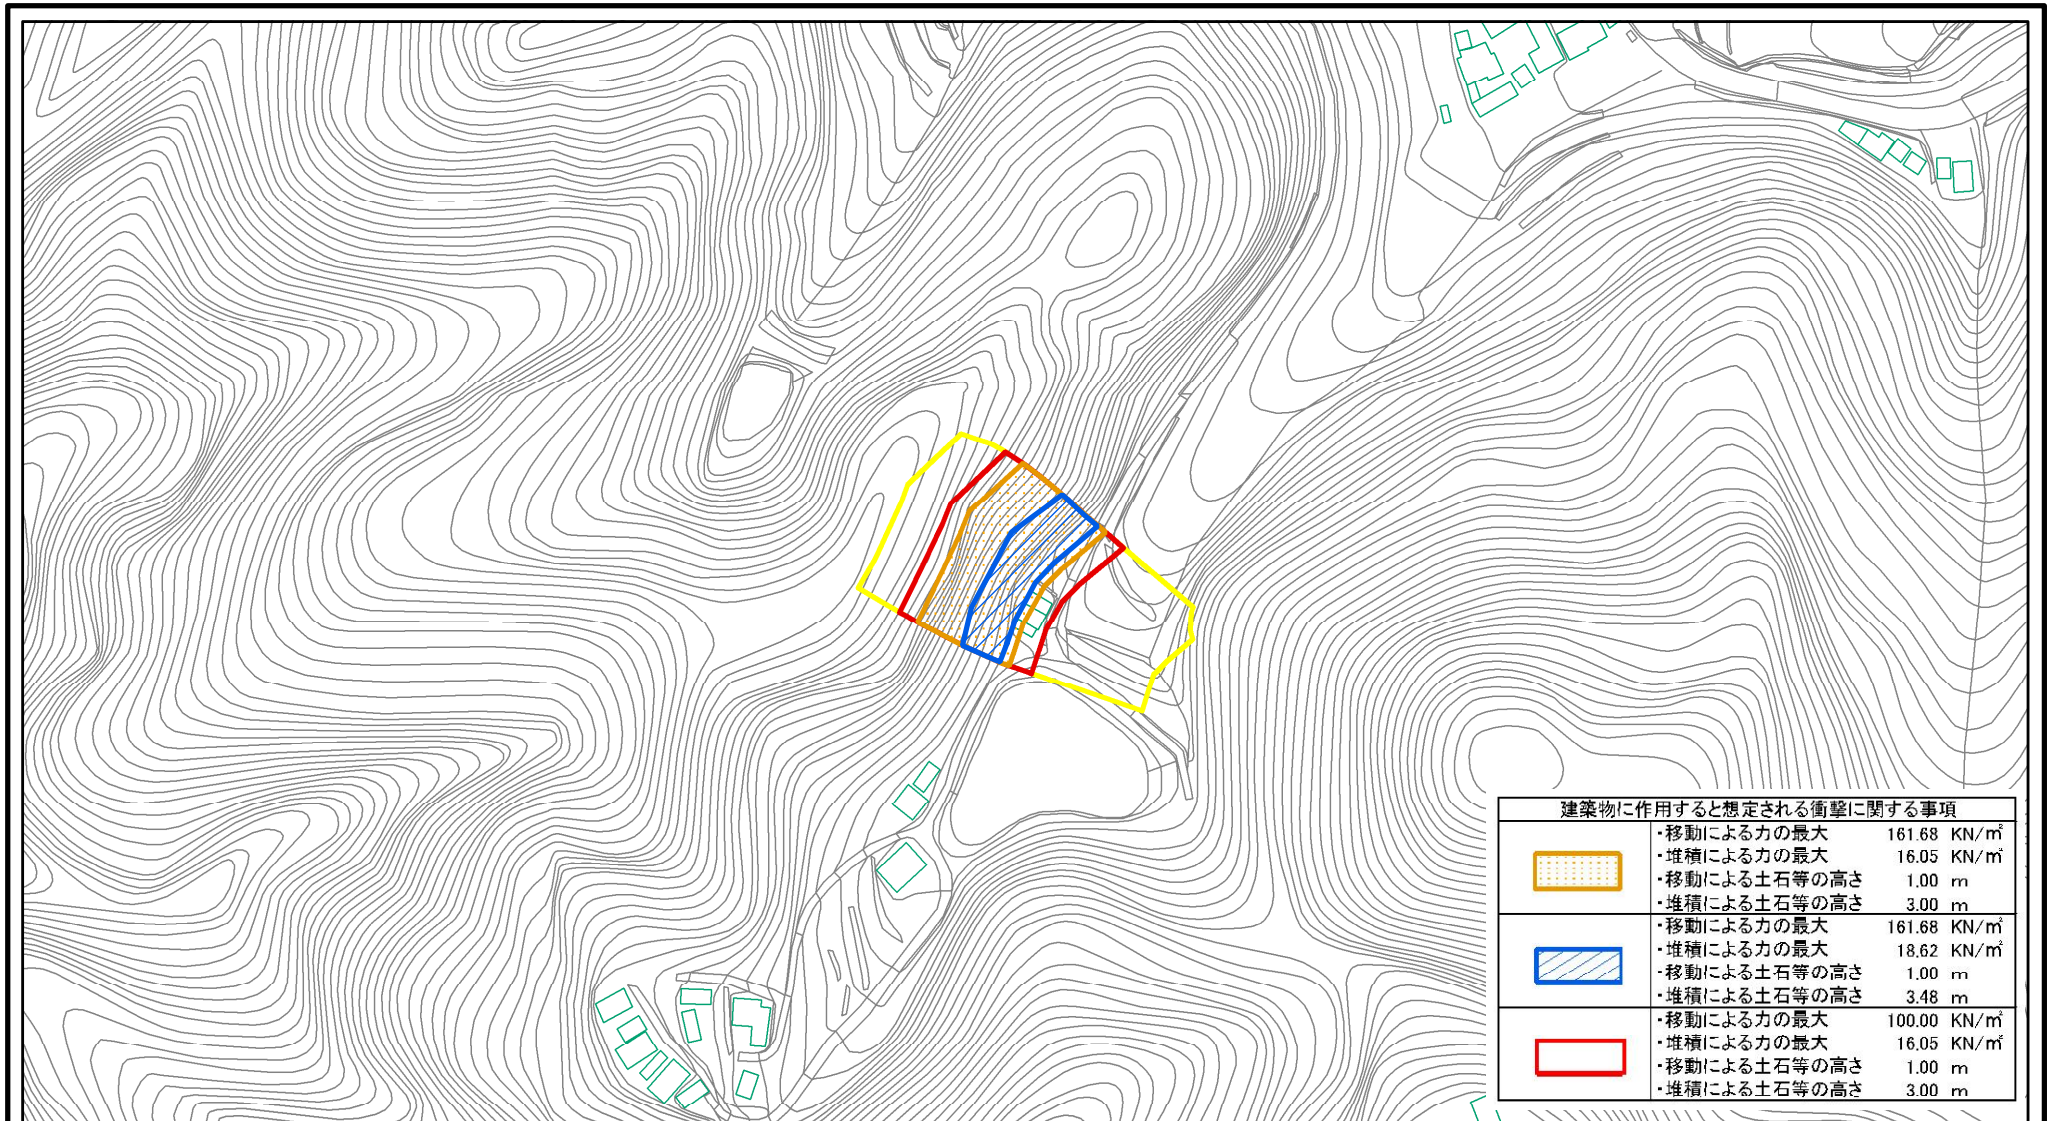 建築物に作用すると想定される衝撃に関する事項
・移動による力の最大 161.68 KN/㎡
・堆積による力の最大 16.05 KN/㎡
・移動による土石等の高さ 1.00 m
・堆積による土石等の高さ 3.00 m
・移動による力の最大 161.68 KN/㎡
・堆積による力の最大 18.62 KN/㎡
・移動による土石等の高さ 1.00 m
・堆積による土石等の高さ 3.48 m
・移動による力の最大 100.00 KN/㎡
・堆積による力の最大 16.05 KN/㎡
・移動による土石等の高さ 1.00 m
・堆積による土石等の高さ 3.00 m